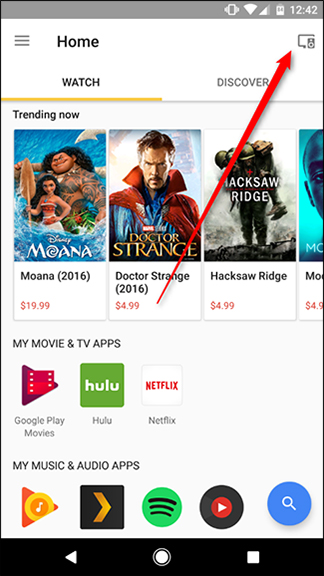 12:42
Home
WATCH
DISCOVER
Trending now
DISNEY
MOANA
DOCTOR
STRANGE
HACKSAW
RIDGE
Moana (2016)
$19.99
Doctor Strange
(2016)
$4.99
Hacksaw Ridge
$4.99
$4.99
MY MOVIE & TV APPS
hulu
NETFLIX
Google Play
Movies
Hulu
Netflix
MY MUSIC & AUDIO APPS